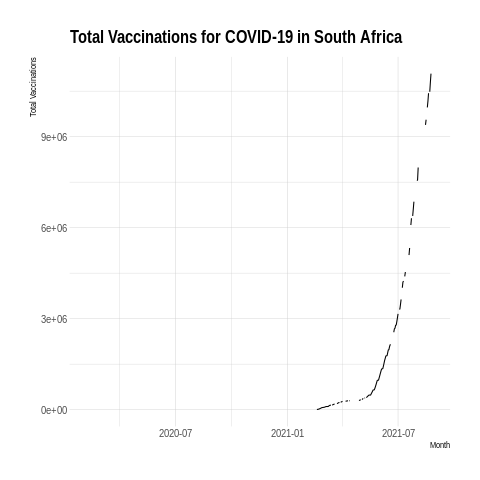 Total Vaccinations for COVID-19 in South Africa
Total Vaccinations
9e+06
6e+06
3e+06
0e+00
2020-07
2021-01
2021-07
Month